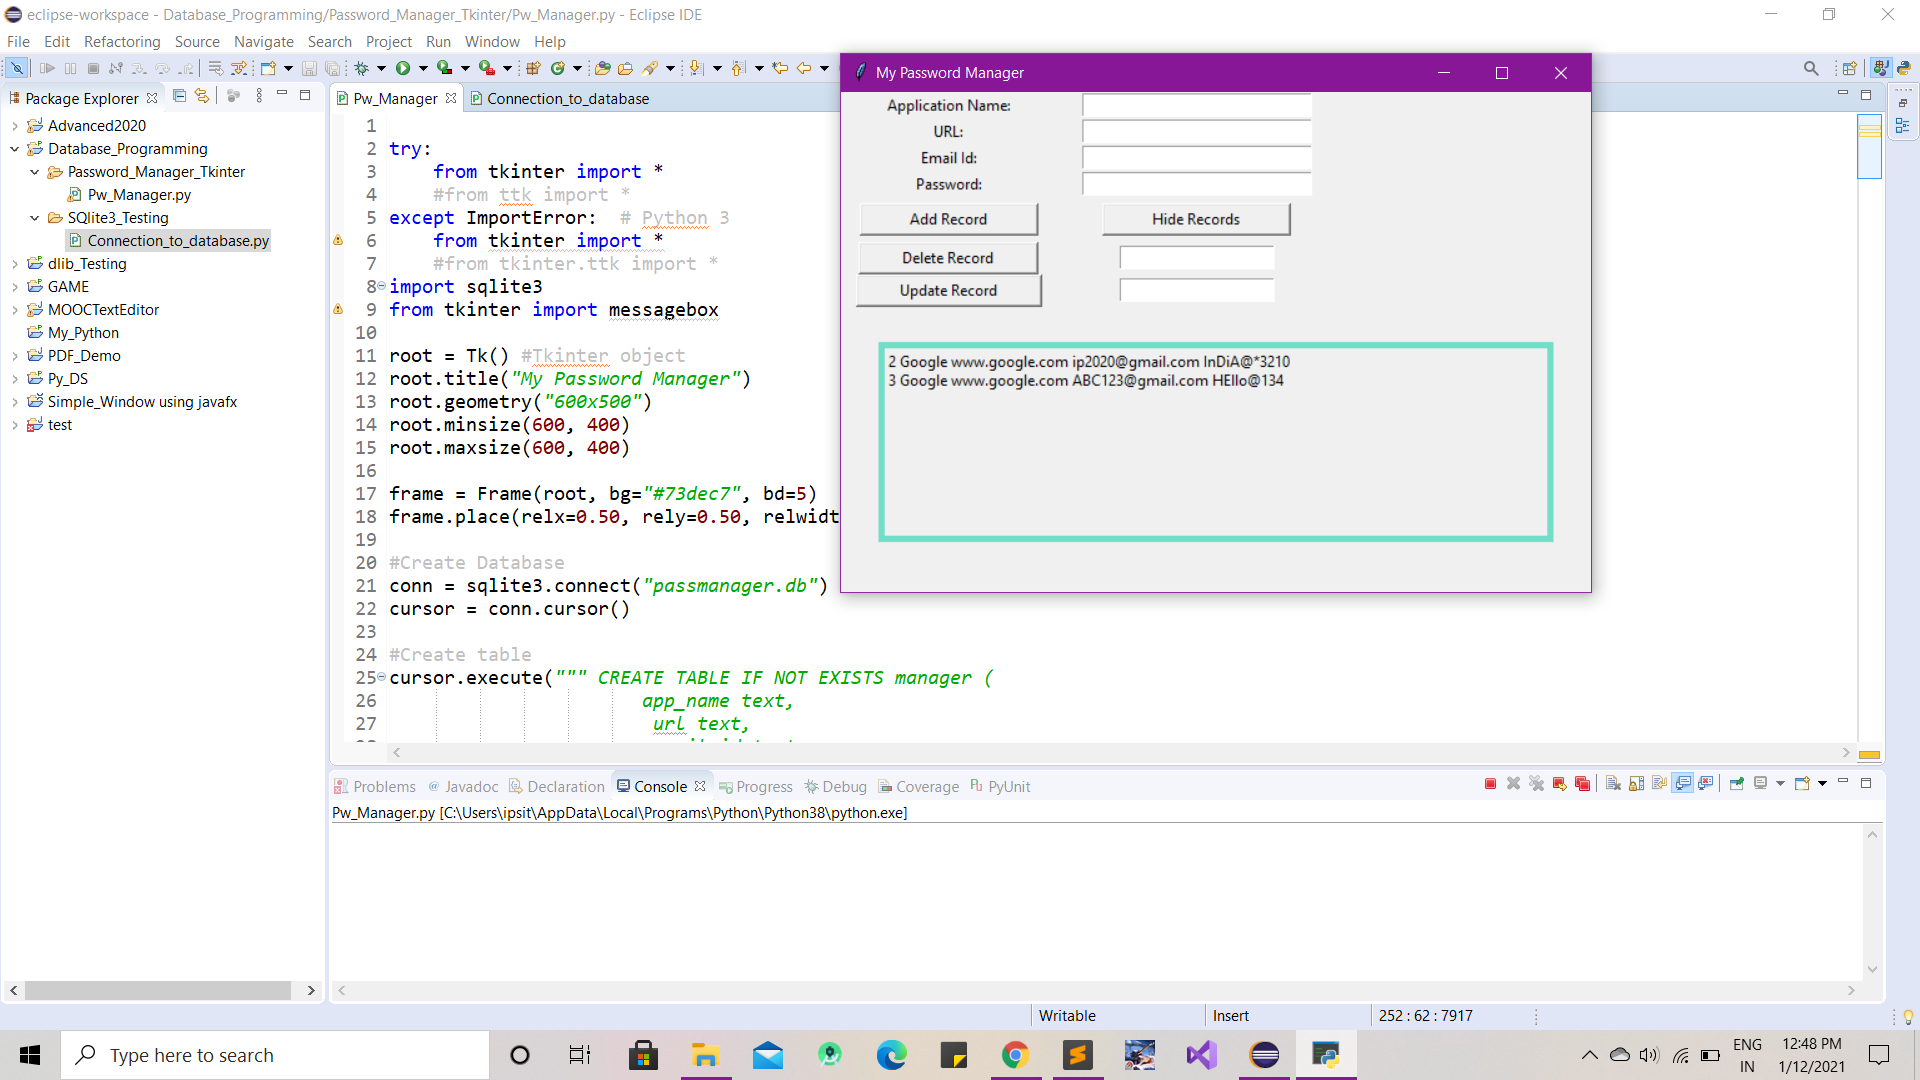 eclipse-workspace - Database_Programming/Password_Manager_Tkinter/Pw_Manager.py - Eclipse IDE
File Edit Refactoring Source Navigate Search Project Run Window Help
Package Explorer
Advanced2020
Database_Programming
Password_Manager_Tkinter
Pw_Manager.py
SQlite3_Testing
Connection_to_database.py
dlib_Testing
GAME
MOOCTextEditor
My_Python
PDF_Demo
Py_DS
Simple_Window using javafx
test
Pw_Manager Connection_to_database
1
2 try:
3 from tkinter import *
4 #from ttk import *
5 except ImportError: # Python 3
6 from tkinter import *
7 #from tkinter.ttk import *
8 import sqlite3
9 from tkinter import messagebox
10
11 root = Tk() #Tkinter object
12 root.title("My Password Manager")
13 root.geometry("600x500")
14 root.minsize(600, 400)
15 root.maxsize(600, 400)
16
17 frame = Frame(root, bg="#73dec7", bd=5)
18 frame.place(relx=0.50, rely=0.50, relwidt
19
20 #Create Database
21 conn = sqlite3.connect("passmanager.db")
22 cursor = conn.cursor()
23
24 #Create table
25 cursor.execute(""" CREATE TABLE IF NOT EXISTS manager (
26 app_name text,
27 url text,
My Password Manager
Application Name:
URL:
Email Id:
Password:
Add Record Hide Records
Delete Record
Update Record
2 Google www.google.com ip2020@gmail.com InDiA@*3210
3 Google www.google.com ABC123@gmail.com HEllo@134
Problems Javadoc Declaration Console Progress Debug Coverage PyUnit
Pw_Manager.py [C:\Users\ipsit\AppData\Local\Programs\Python\Python38\python.exe]
Writable Insert 252 : 62 : 7917
Type here to search
ENG
IN
12:48 PM
1/12/2021